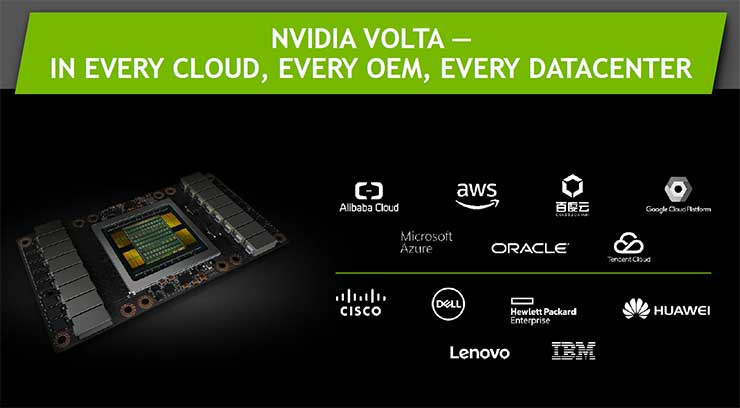 NVIDIA VOLTA —
IN EVERY CLOUD, EVERY OEM, EVERY DATACENTER
Alibaba Cloud
aws
百度云
Google Cloud Platform
Microsoft
Azure
ORACLE
Tencent Cloud
CISCO
DELL
Hewlett Packard
Enterprise
HUAWEI
Lenovo
IBM